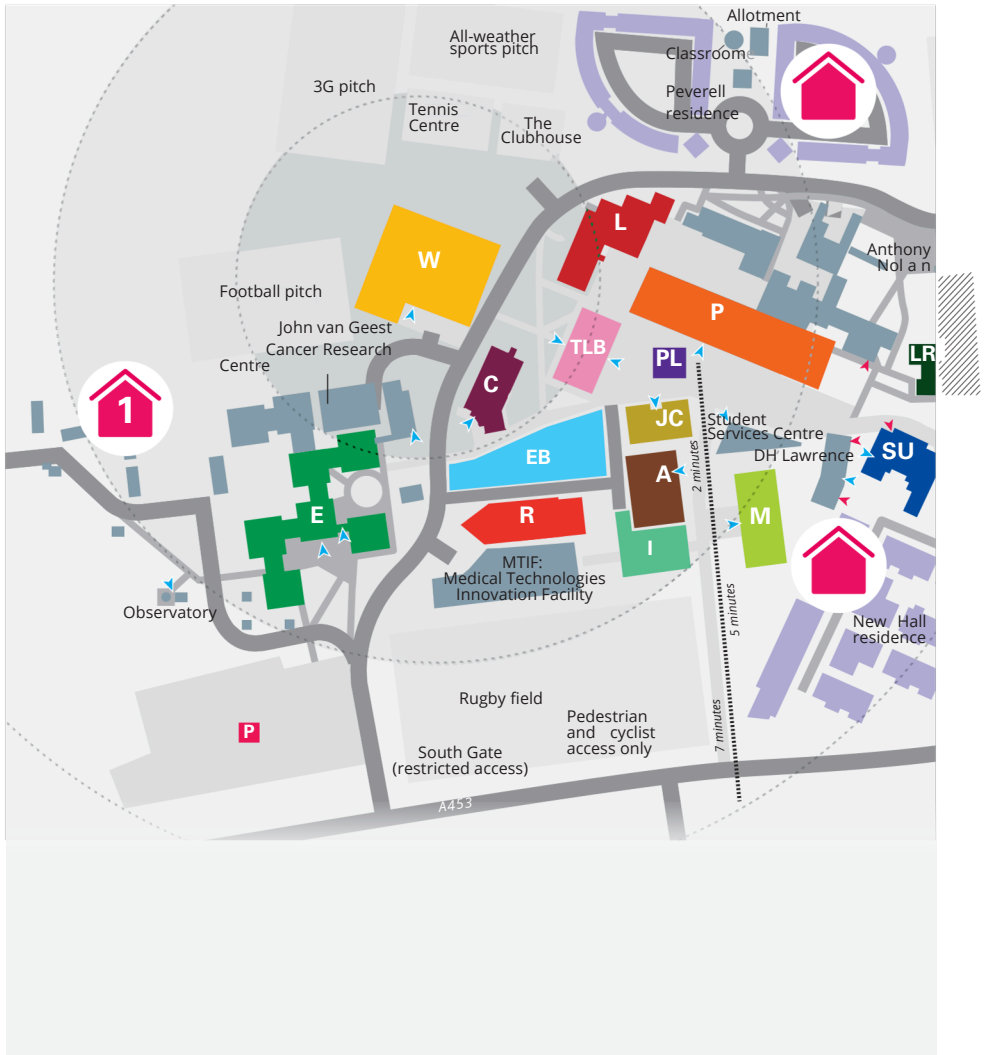 Allotment
All-weather
sports pitch
Classrooms
3G pitch
Peverell
residence
Tennis
Centre
The
Clubhouse
L
Anthony
Nolan
W
Football pitch
P
John van Geest
Cancer Research
Centre
TLB
PL
LR
C
1
JC
Student
Services Centre
DH Lawrence
SU
EB
2 minutes
A
E
R
M
I
MTIF:
Medical Technologies
Innovation Facility
Observatory
5 minutes
New Hall
residence
Rugby field
Pedestrian
and cyclist
access only
7 minutes
P
South Gate
(restricted access)
A453